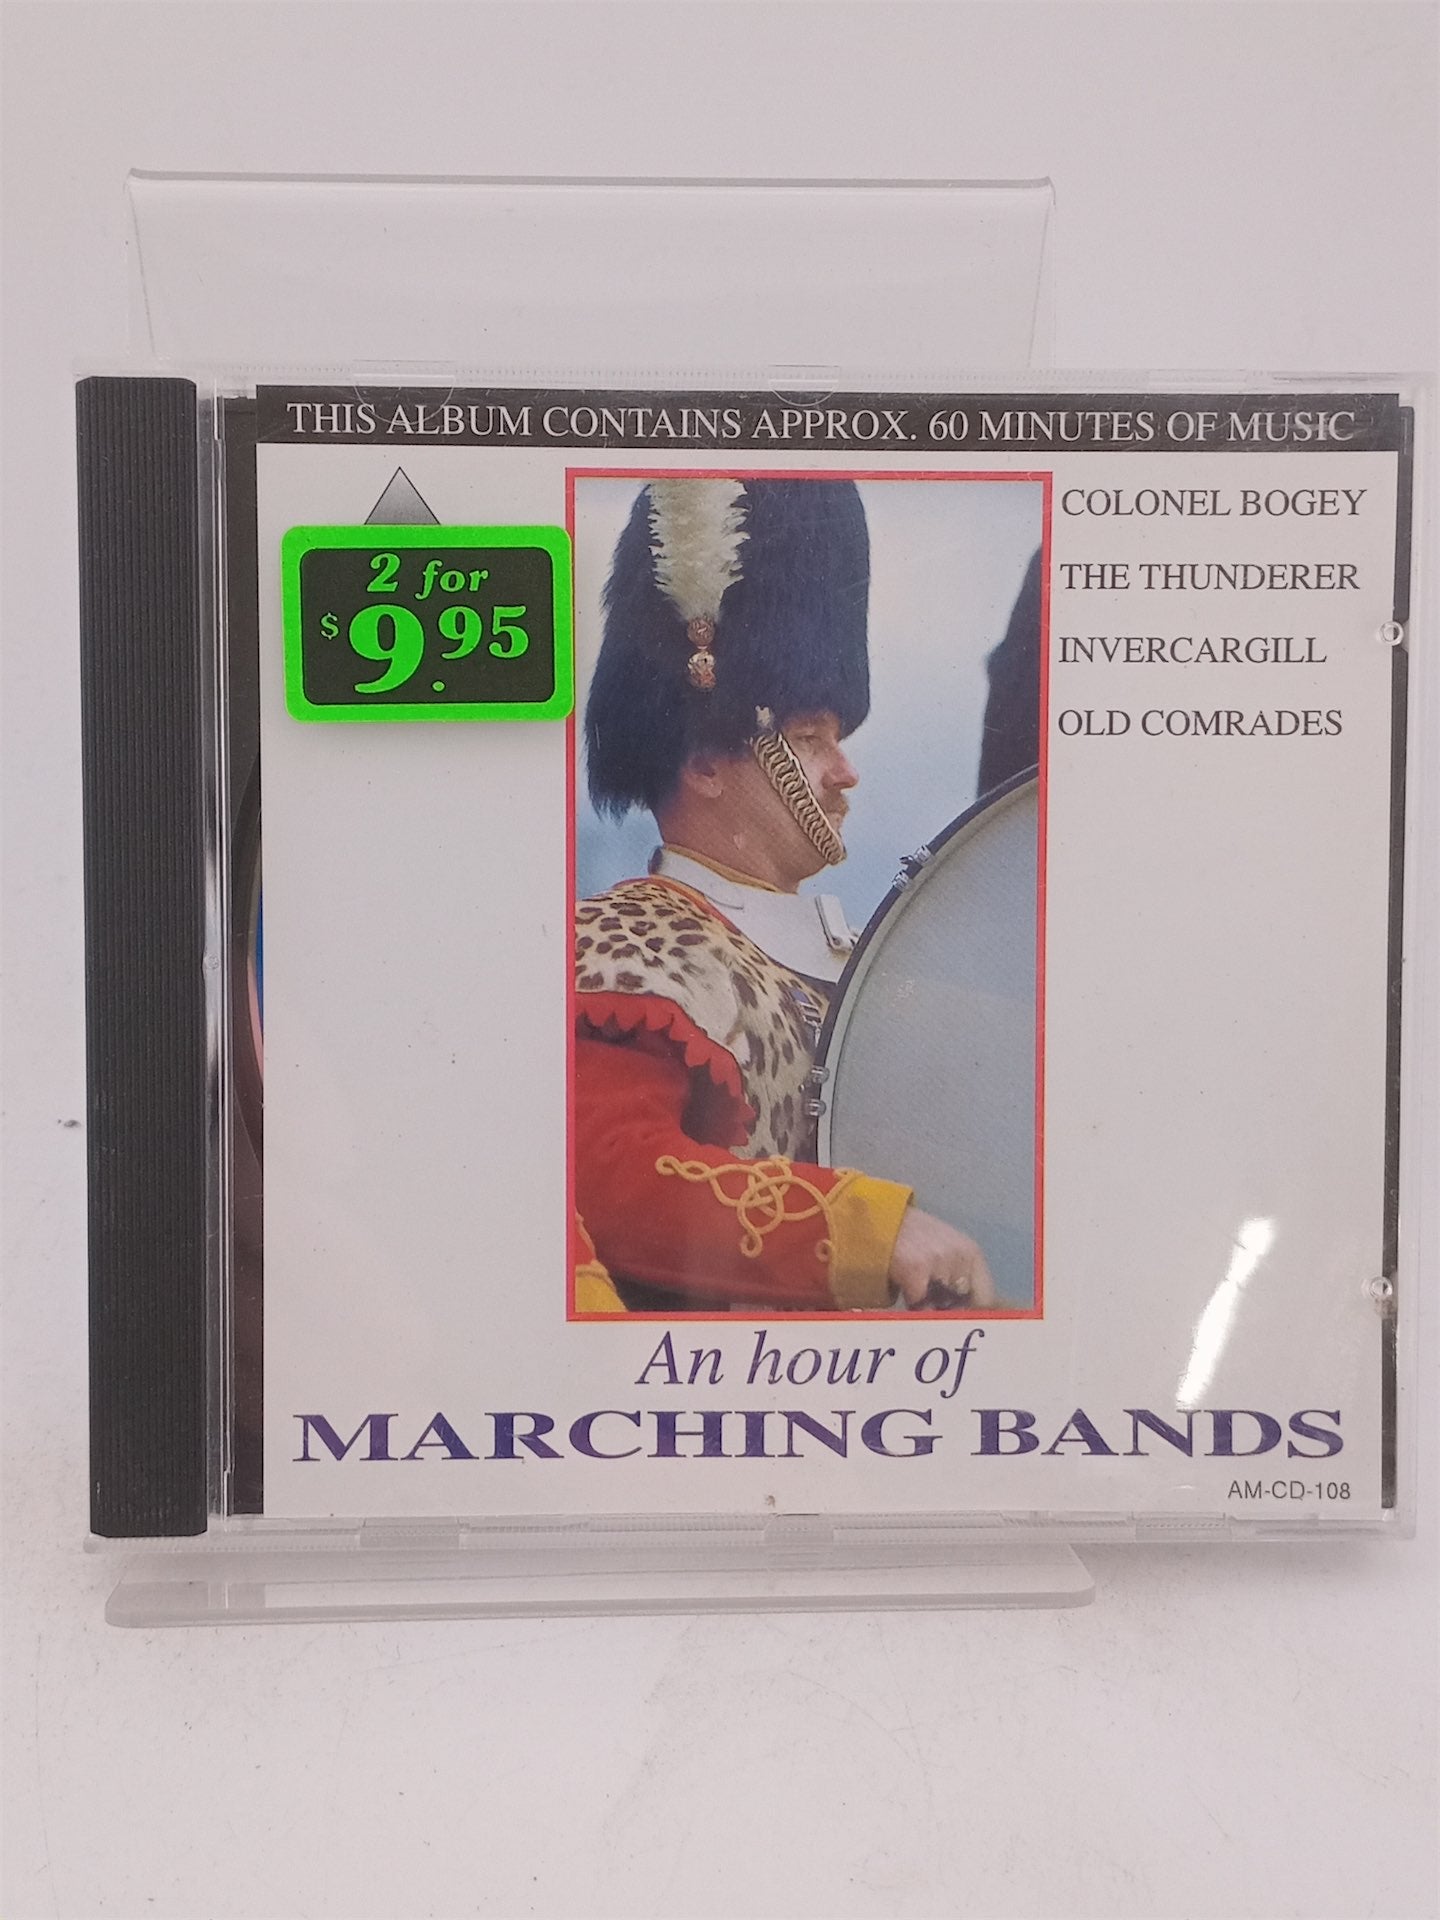 THIS ALBUM CONTAINS APPROX. 60 MINUTES OF MUSIC
2 for
$9.95
COLONEL BOGEY
THE THUNDERER
INVERCARGILL
OLD COMRADES
An hour of
MARCHING BANDS
AM-CD-108